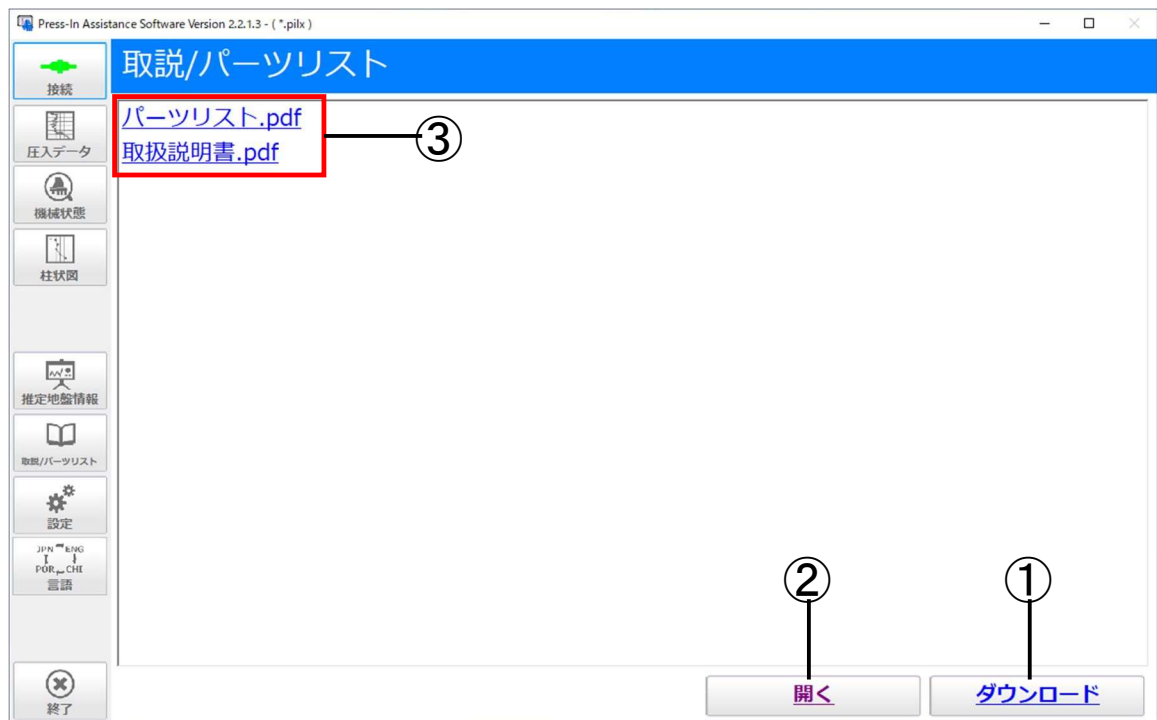 Press-In Assistance Software Version 2.2.1.3 - ( *.pilx )
取説/パーツリスト
接続
パーツリスト.pdf
取扱説明書.pdf
③
圧入データ
機械状態
柱状図
推定地盤情報
取説/パーツリスト
設定
JPN ENG
POR CHI
言語
②
①
終了
開く
ダウンロード